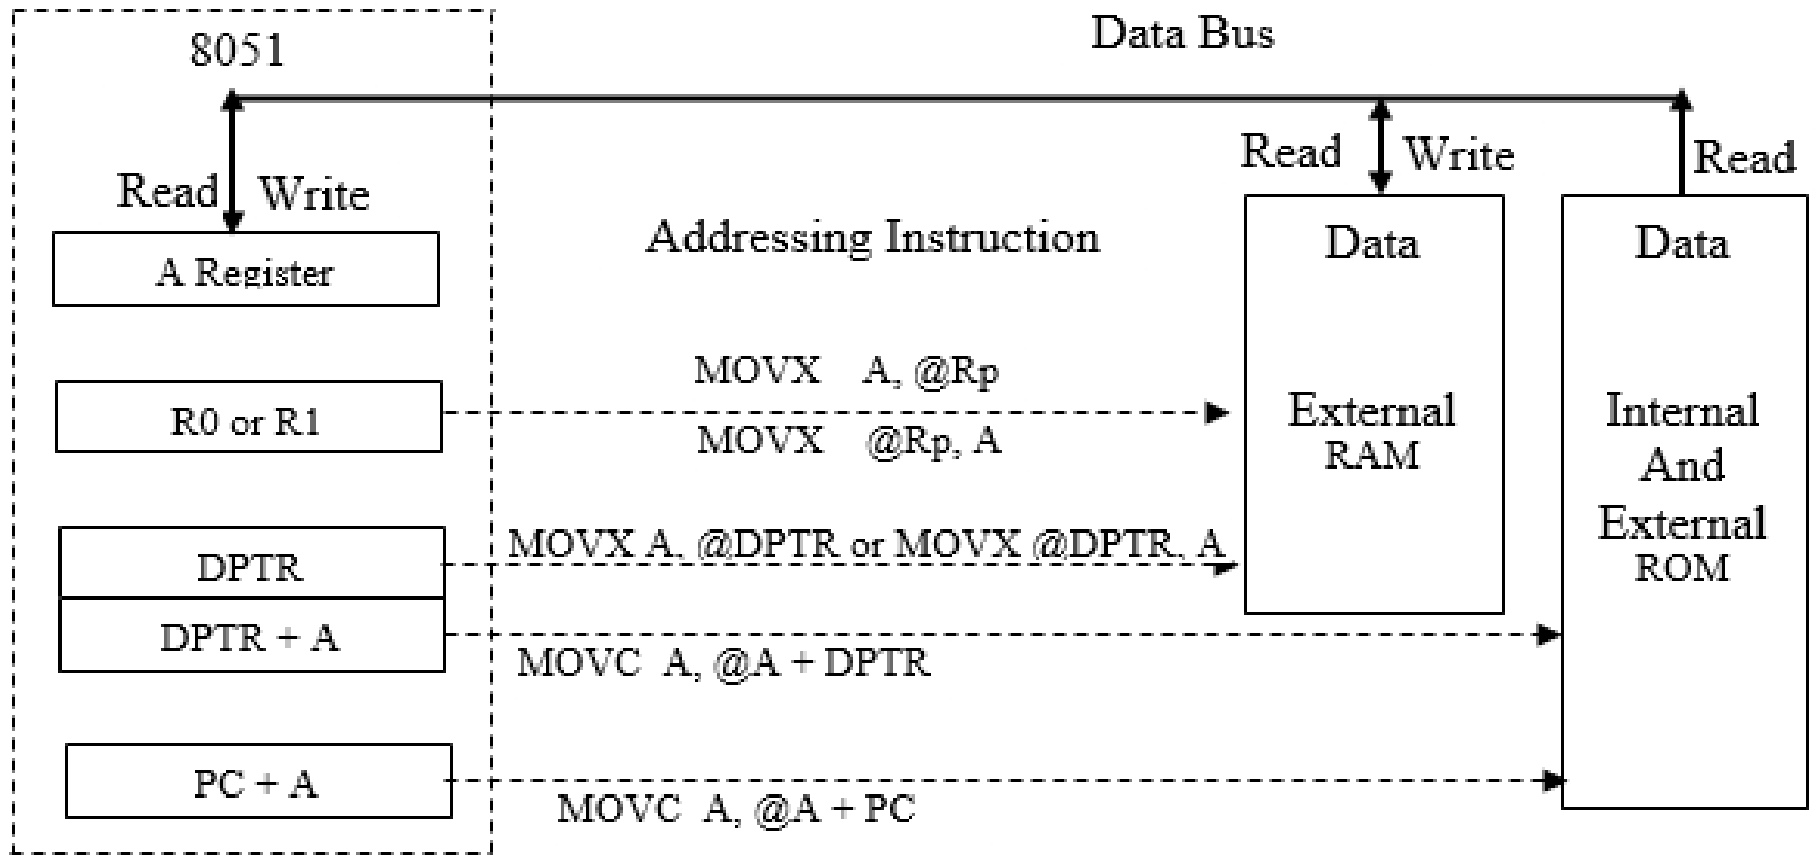 8051
Data Bus
Read Write
Read Write
Read
A Register
Addressing Instruction
Data
Data
MOVX A, @Rp
R0 or R1
MOVX @Rp, A
External
RAM
Internal
And
External
ROM
MOVX A, @DPTR or MOVX @DPTR, A
DPTR
DPTR + A
MOVC A, @A + DPTR
PC + A
MOVC A, @A + PC